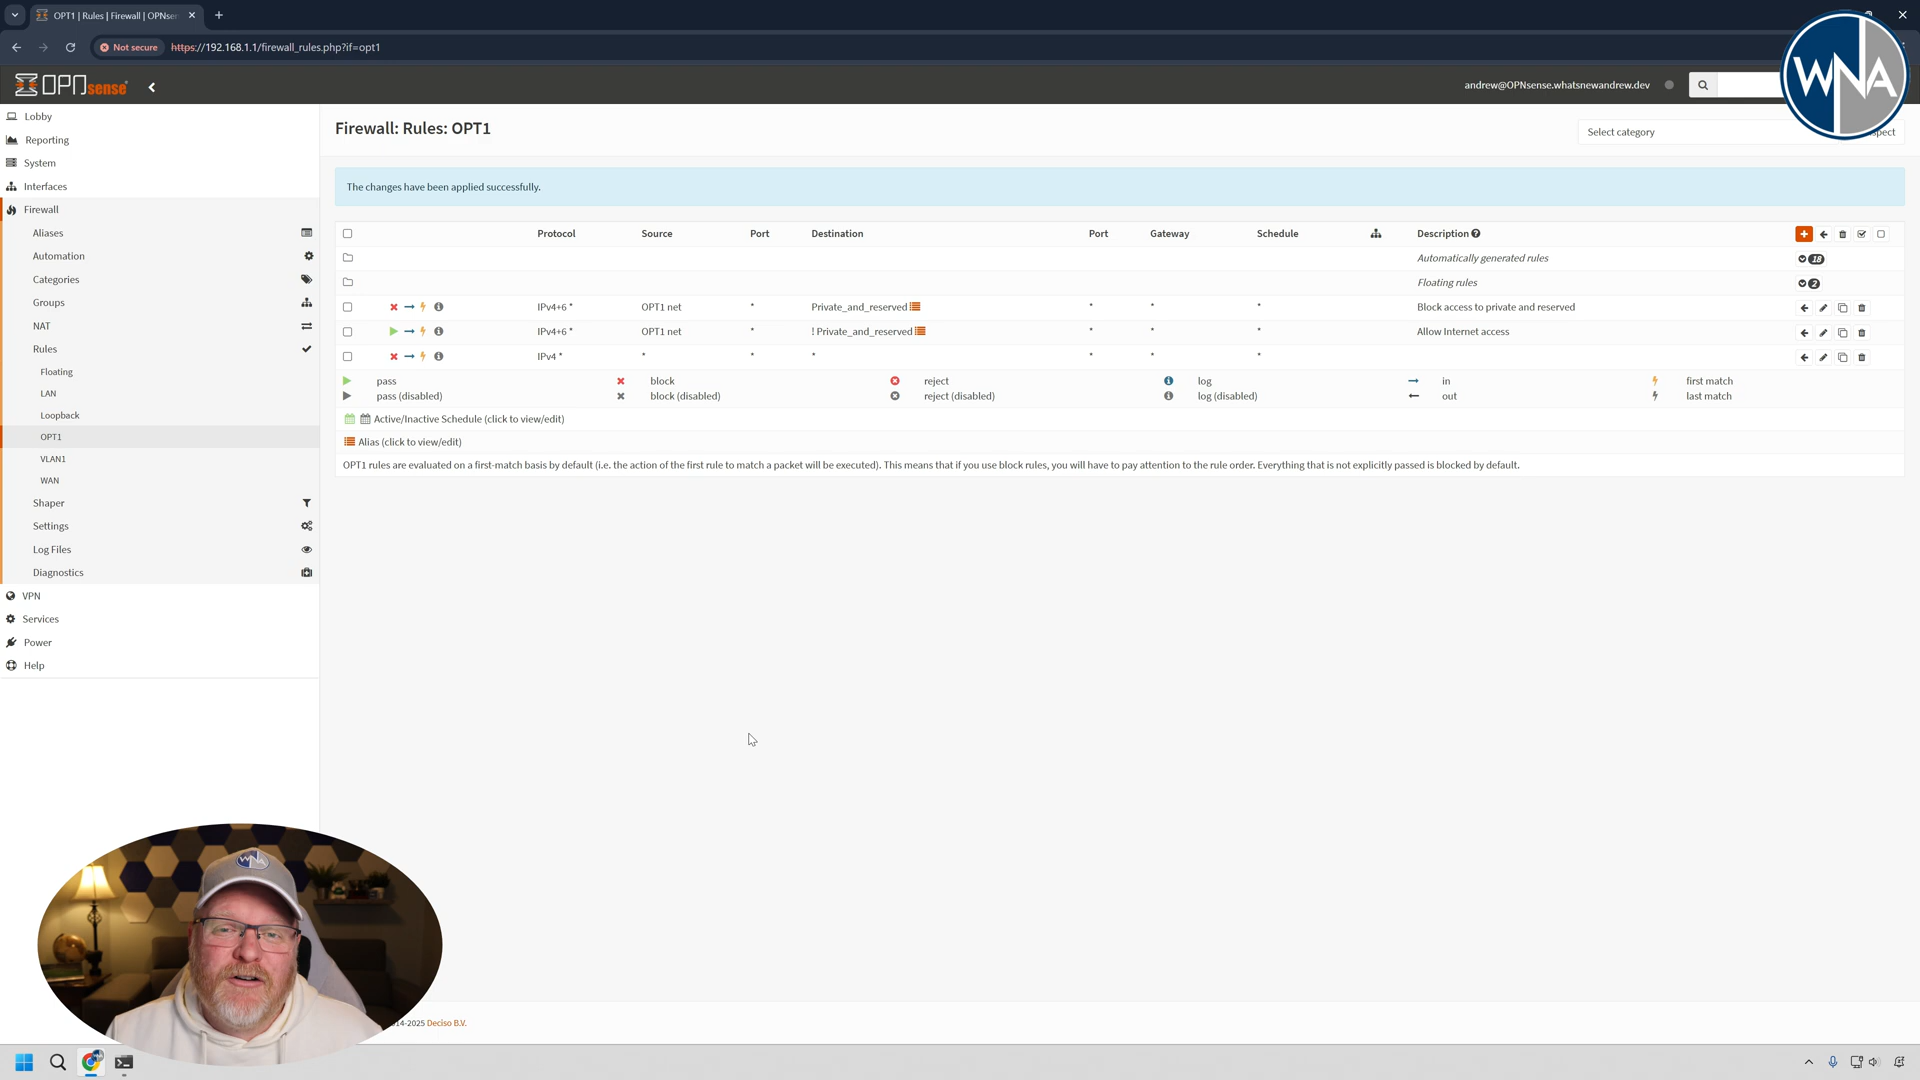 OPT1 | Rules | Firewall | OPNsen
Not secure https://192.168.1.1/firewall_rules.php?if=opt1
OPNsense andrew@OPNsense.whatsnewandrew.dev
WNA
Lobby
Reporting
System
Interfaces
Firewall
Aliases
Automation
Categories
Groups
NAT
Rules
Floating
LAN
Loopback
OPT1
VLAN1
WAN
Shaper
Settings
Log Files
Diagnostics
VPN
Services
Power
Help
Firewall: Rules: OPT1
Select category
The changes have been applied successfully.
Protocol Source Port Destination Port Gateway Schedule Description
Automatically generated rules 18
Floating rules 2
IPv4+6 * OPT1 net * Private_and_reserved * * * Block access to private and reserved
IPv4+6 * OPT1 net * ! Private_and_reserved * * * Allow Internet access
IPv4 * * * * * * *
pass block reject log in first match
pass (disabled) block (disabled) reject (disabled) log (disabled) out last match
Active/Inactive Schedule (click to view/edit)
Alias (click to view/edit)
OPT1 rules are evaluated on a first-match basis by default (i.e. the action of the first rule to match a packet will be executed). This means that if you use block rules, you will have to pay attention to the rule order. Everything that is not explicitly passed is blocked by default.
WNA
14-2025 Deciso B.V.